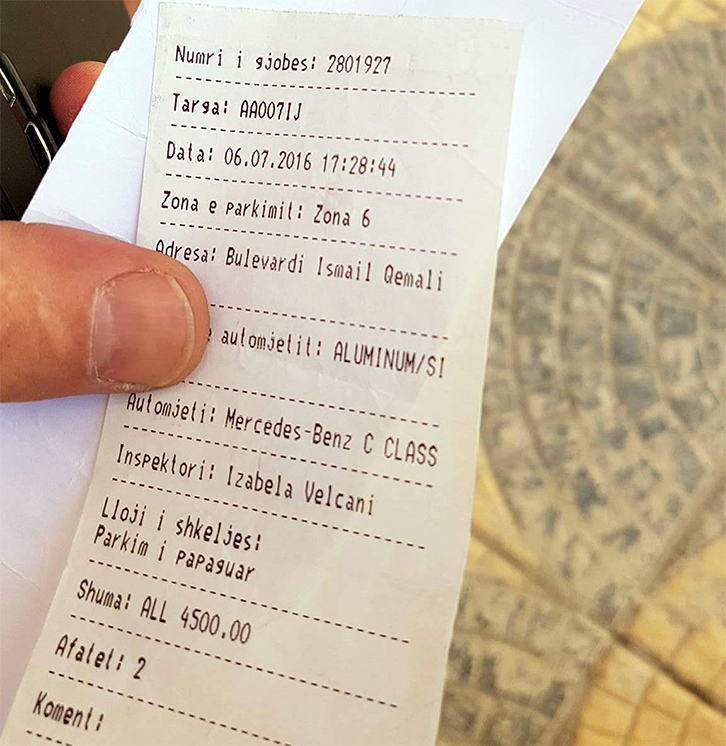 Numri i gjobes: 2801927
Targa: AA007IJ
Data: 06.07.2016 17:28:44
Zona e parkimit: Zona 6
Adresa: Bulevardi Ismail Qemali
automjetit: ALUMINUM/SI
Automjeti: Mercedes-Benz C CLASS
Inspektori: Izabela Velcani
Lloji i shkeljes:
Parkim i papaguar
Shuma: ALL 4500.00
Afatet: 2
Koment: